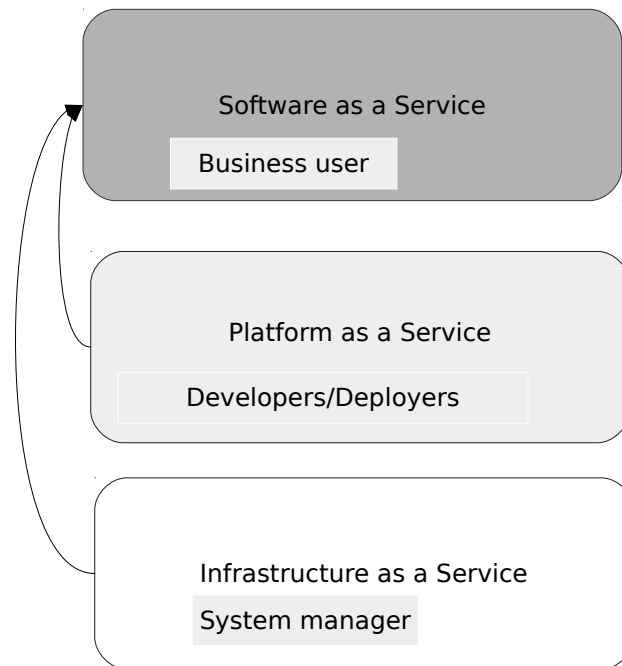 Software as a Service
Business user
Platform as a Service
Developers/Deployers
Infrastructure as a Service
System manager